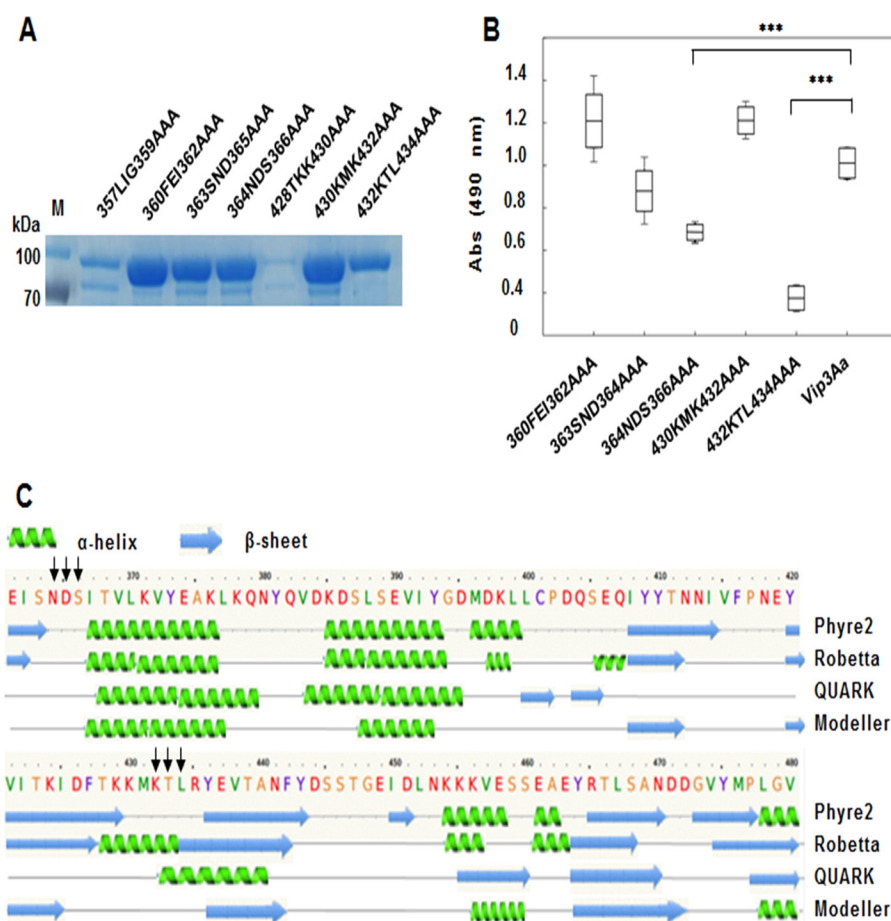 A
M
357LIG359AAA
360FEI362AAA
363SND365AAA
364NDS366AAA
428TKK430AAA
430KMK432AAA
432KTL434AAA
kDa
100
70
B
***
***
Abs (490 nm)
1.4
1.2
1.0
0.8
0.6
0.4
0
360FEI362AAA
363SND364AAA
364NDS366AAA
430KMK432AAA
432KTL434AAA
Vip3Aa
C
α-helix
β-sheet
370 380 390 400 410 420
EISNDSITVLKVYEAKLKQNYQVDKDSLSEVIYGDMDKLLCPDQSEQIYYTNNIVFPNEY
Phyre2
Robetta
QUARK
Modeller
430 440 450 460 470 480
VITKIDFTKKMKTLRYEVTANFYDSSTGEIDLNKKKVESSEAEYRTLSANDDGVYMPLGV
Phyre2
Robetta
QUARK
Modeller